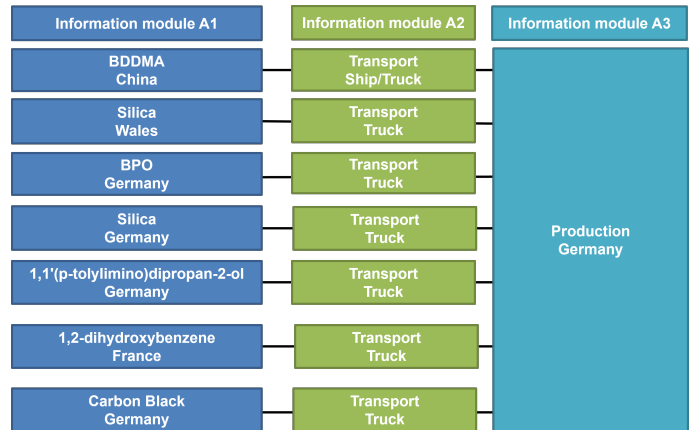 Information module A1
Information module A2
Information module A3
BDDMA
China
Transport
Ship/Truck
Silica
Wales
Transport
Truck
BPO
Germany
Transport
Truck
Silica
Germany
Transport
Truck
Production
Germany
1,1'(p-tolylimino)dipropan-2-ol
Germany
Transport
Truck
1,2-dihydroxybenzene
France
Transport
Truck
Carbon Black
Germany
Transport
Truck